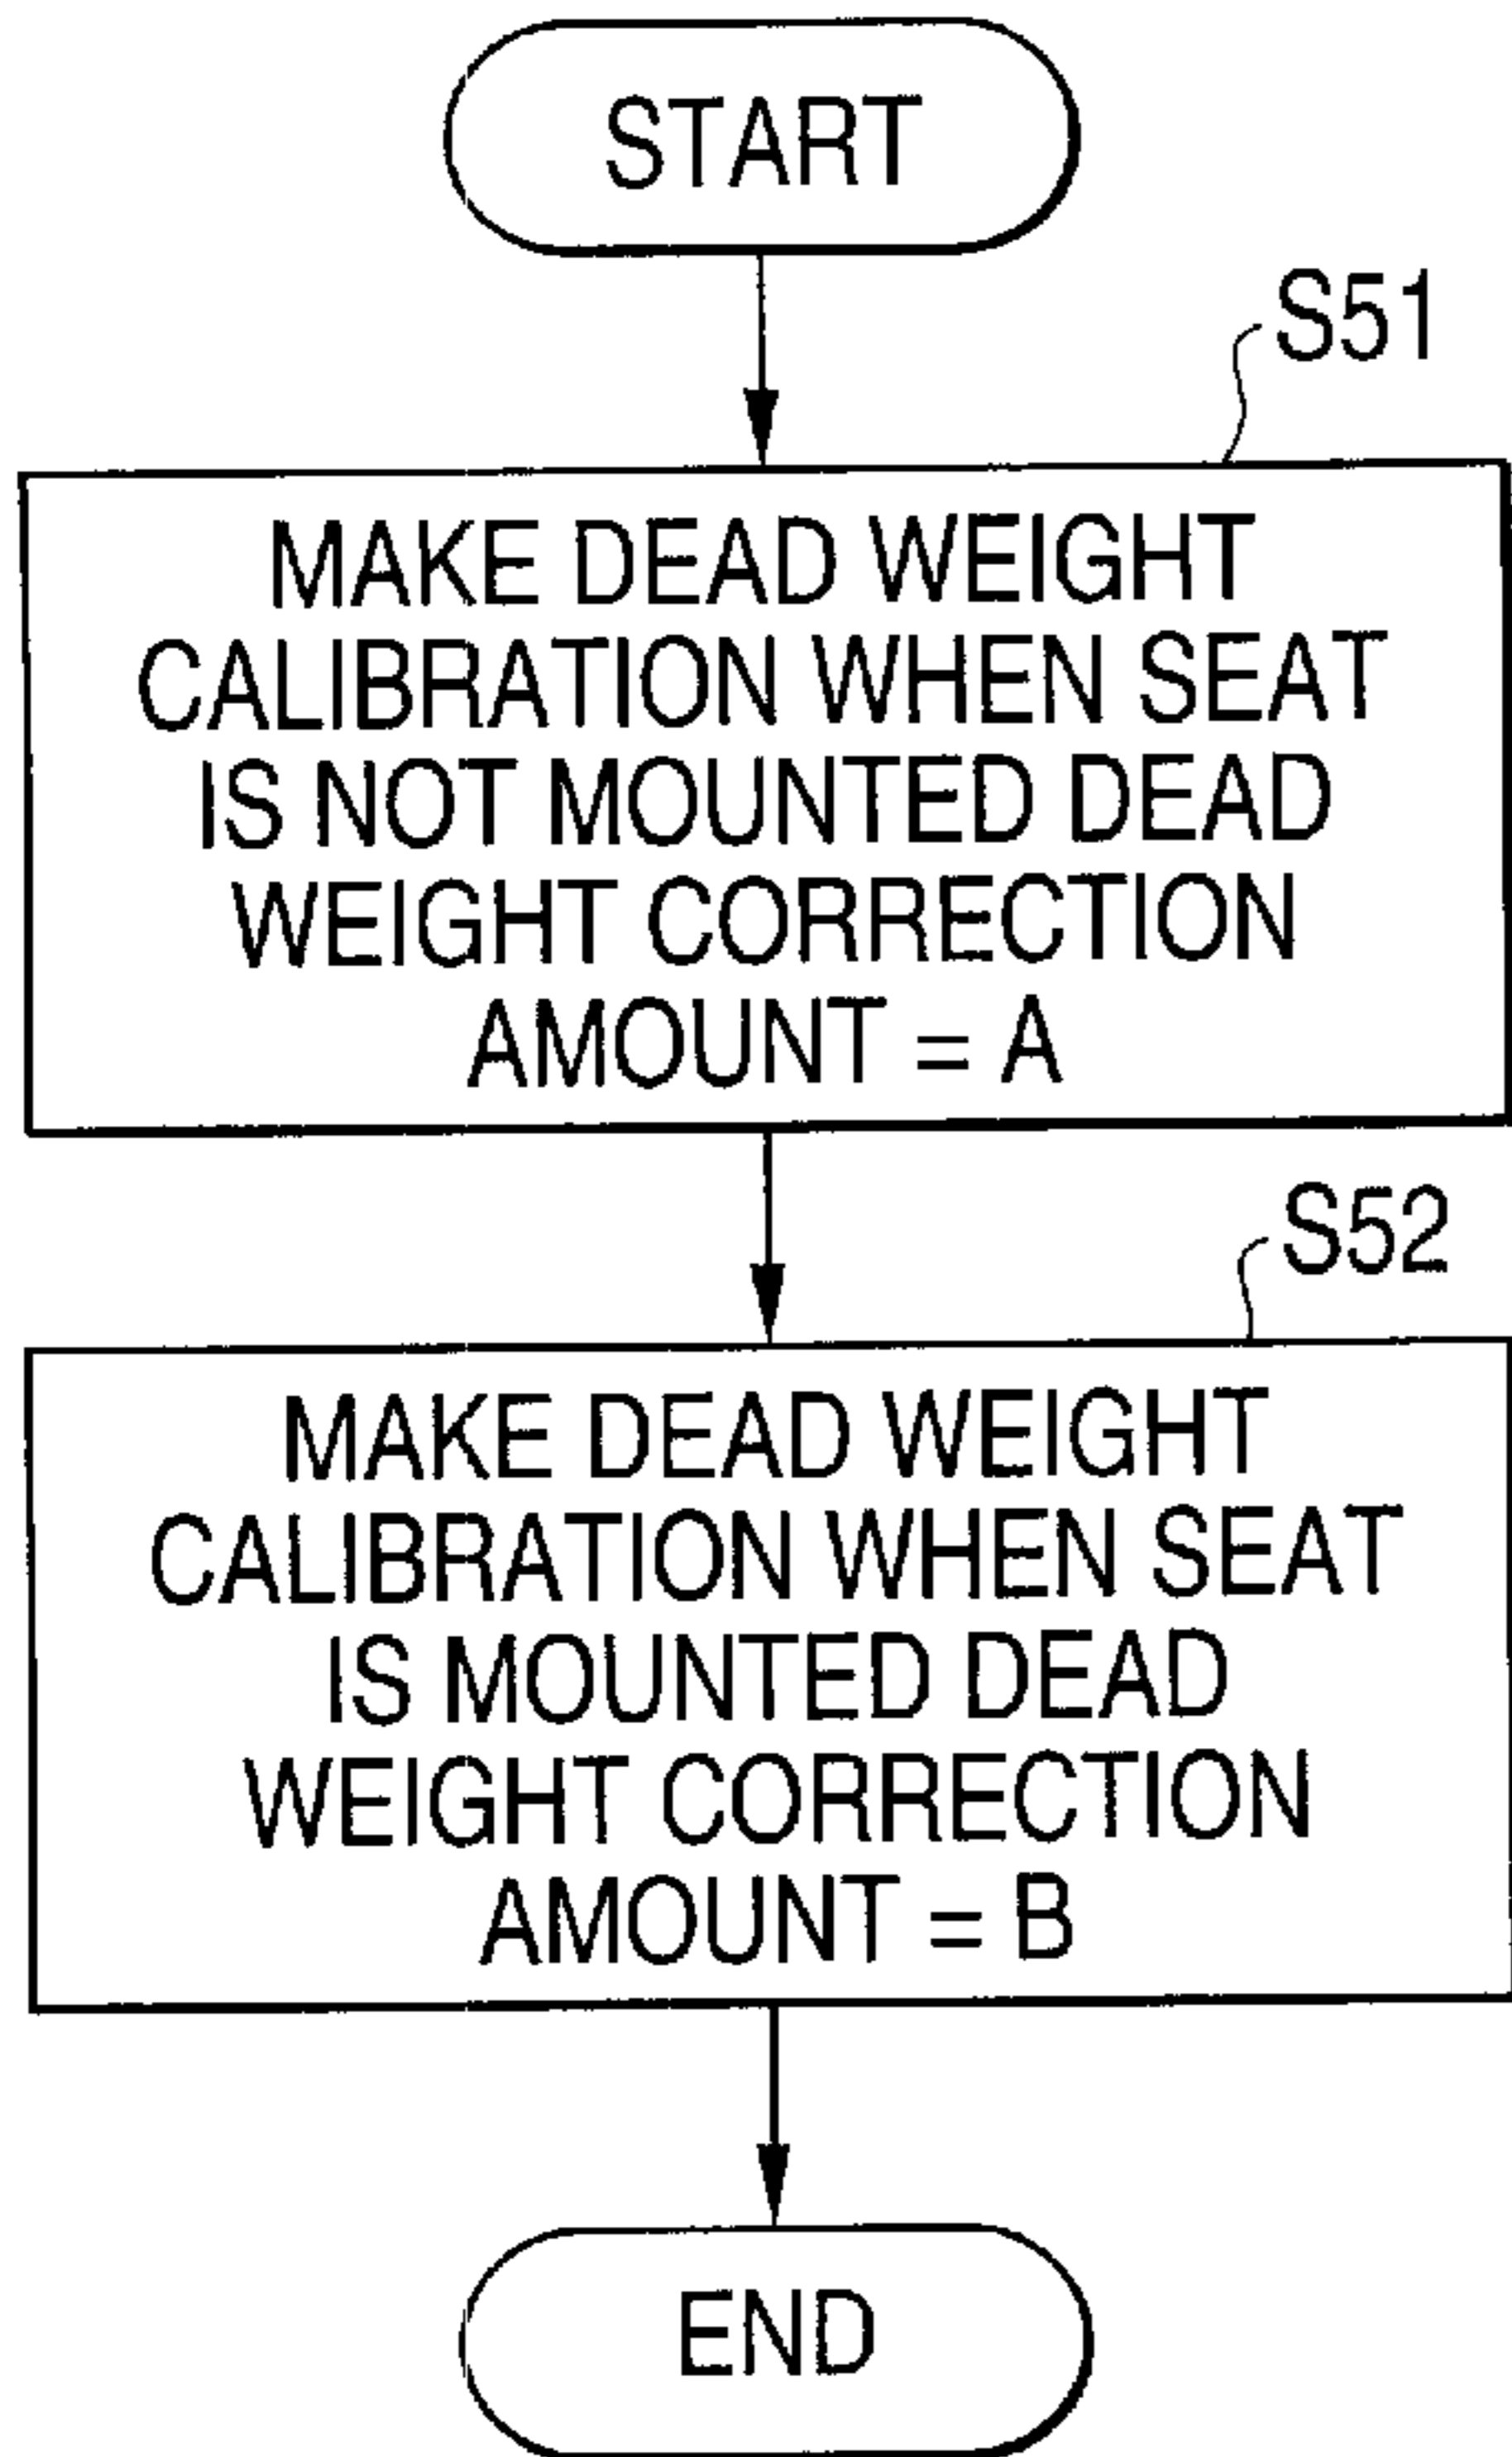 START
S51
MAKE DEAD WEIGHT
CALIBRATION WHEN SEAT
IS NOT MOUNTED DEAD
WEIGHT CORRECTION
AMOUNT = A
S52
MAKE DEAD WEIGHT
CALIBRATION WHEN SEAT
IS MOUNTED DEAD
WEIGHT CORRECTION
AMOUNT = B
END